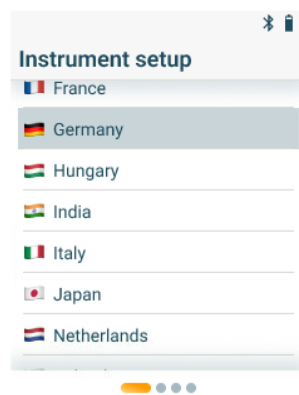 Instrument setup
France
Germany
Hungary
India
Italy
Japan
Netherlands